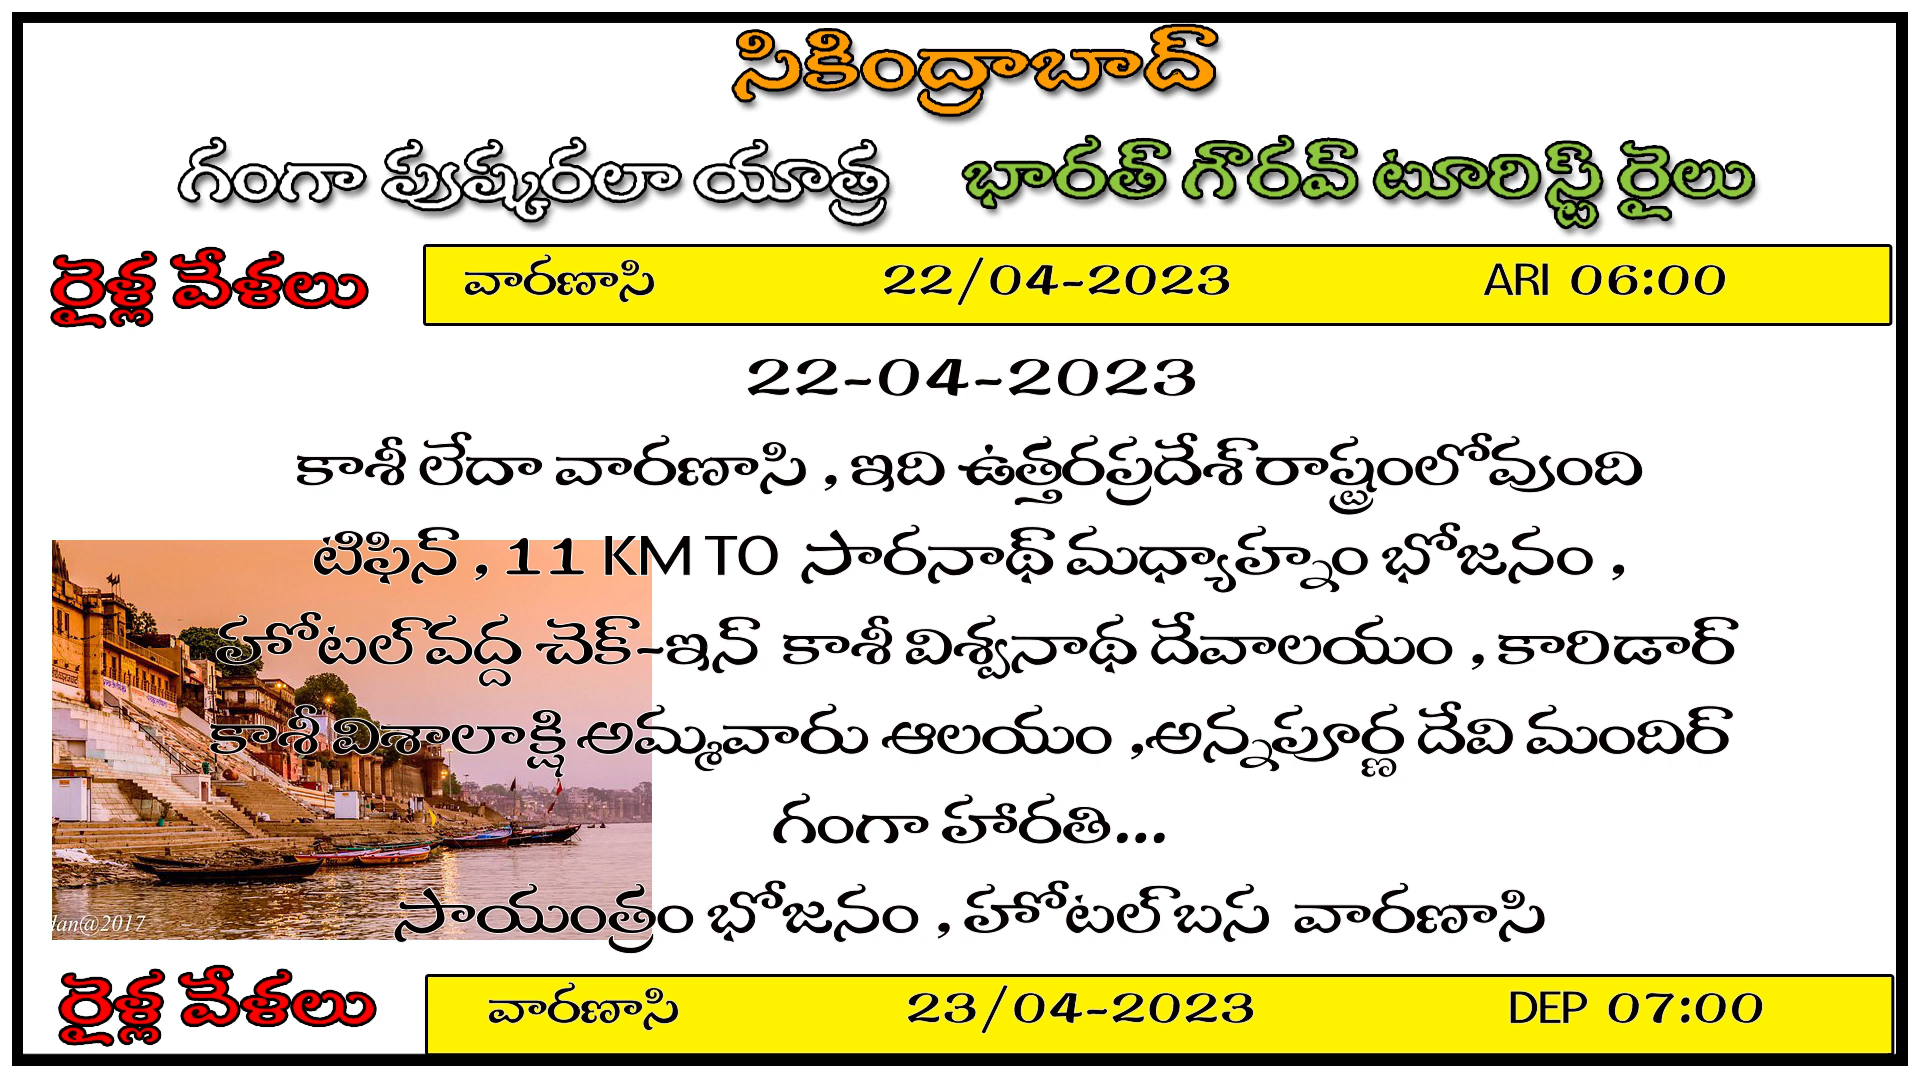 సికింద్రాబాద్
గంగా పుష్కరలా యాత్ర భారత్ గౌరవ్ టూరిస్ట్ రైలు
రైళ్ల వేళలు వారణాసి 22/04-2023 ARI 06:00
22-04-2023
కాశీ లేదా వారణాసి , ఇది ఉత్తరప్రదేశ్ రాష్ట్రంలోవుంది
టిఫిన్ , 11 KM TO సారనాథ్ మధ్యాహ్నం భోజనం ,
హోటల్ వద్ద చెక్-ఇన్ కాశీ విశ్వనాథ దేవాలయం , కారిడార్
కాశీ విశాలాక్షి అమ్మవారు ఆలయం ,అన్నపూర్ణ దేవి మందిర్
గంగా హారతి...
సాయంత్రం భోజనం , హోటల్ బస వారణాసి
dan@2017
రైళ్ల వేళలు వారణాసి 23/04-2023 DEP 07:00